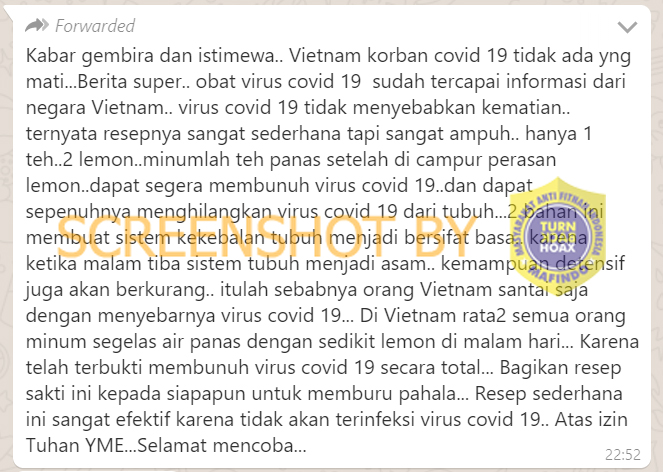 Forwarded
Kabar gembira dan istimewa.. Vietnam korban covid 19 tidak ada yng
mati...Berita super.. obat virus covid 19 sudah tercapai informasi dari
negara Vietnam.. virus covid 19 tidak menyebabkan kematian..
ternyata resepnya sangat sederhana tapi sangat ampuh.. hanya 1
teh..2 lemon..minumlah teh panas setelah di campur perasan
lemon..dapat segera membunuh virus covid 19..dan dapat
sepenuhnya menghilangkan virus covid 19 dari tubuh...2 bahan ini
membuat sistem kekebalan tubuh menjadi bersifat basa.. karena
ketika malam tiba sistem tubuh menjadi asam.. kemampuan defensif
juga akan berkurang.. itulah sebabnya orang Vietnam santai saja
dengan menyebarnya virus covid 19... Di Vietnam rata2 semua orang
minum segelas air panas dengan sedikit lemon di malam hari... Karena
telah terbukti membunuh virus covid 19 secara total... Bagikan resep
sakti ini kepada siapapun untuk memburu pahala... Resep sederhana
ini sangat efektif karena tidak akan terinfeksi virus covid 19.. Atas izin
Tuhan YME...Selamat mencoba...
22:52
SCREENSHOT BY
MASYARAKAT ANTI FITNAH INDONESIA
TURN
BACK
HOAX
MAFINDO